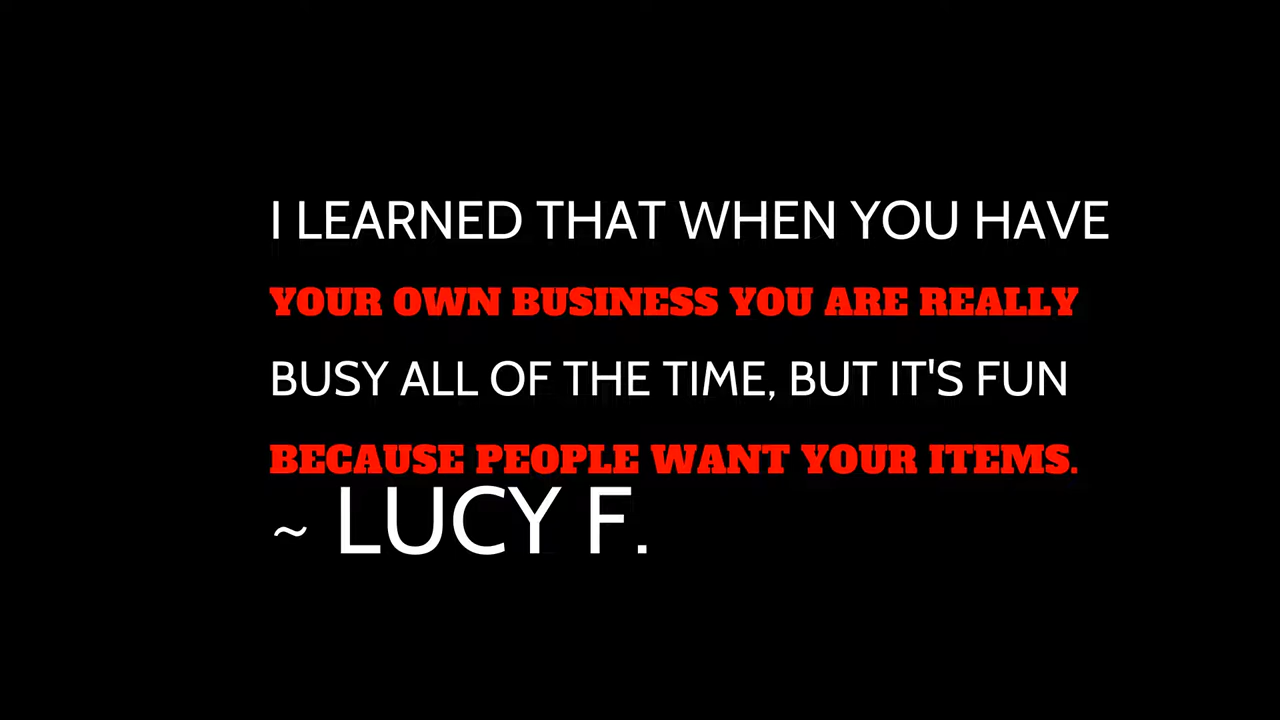 I LEARNED THAT WHEN YOU HAVE
YOUR OWN BUSINESS YOU ARE REALLY
BUSY ALL OF THE TIME, BUT IT'S FUN
BECAUSE PEOPLE WANT YOUR ITEMS.
~ LUCY F.